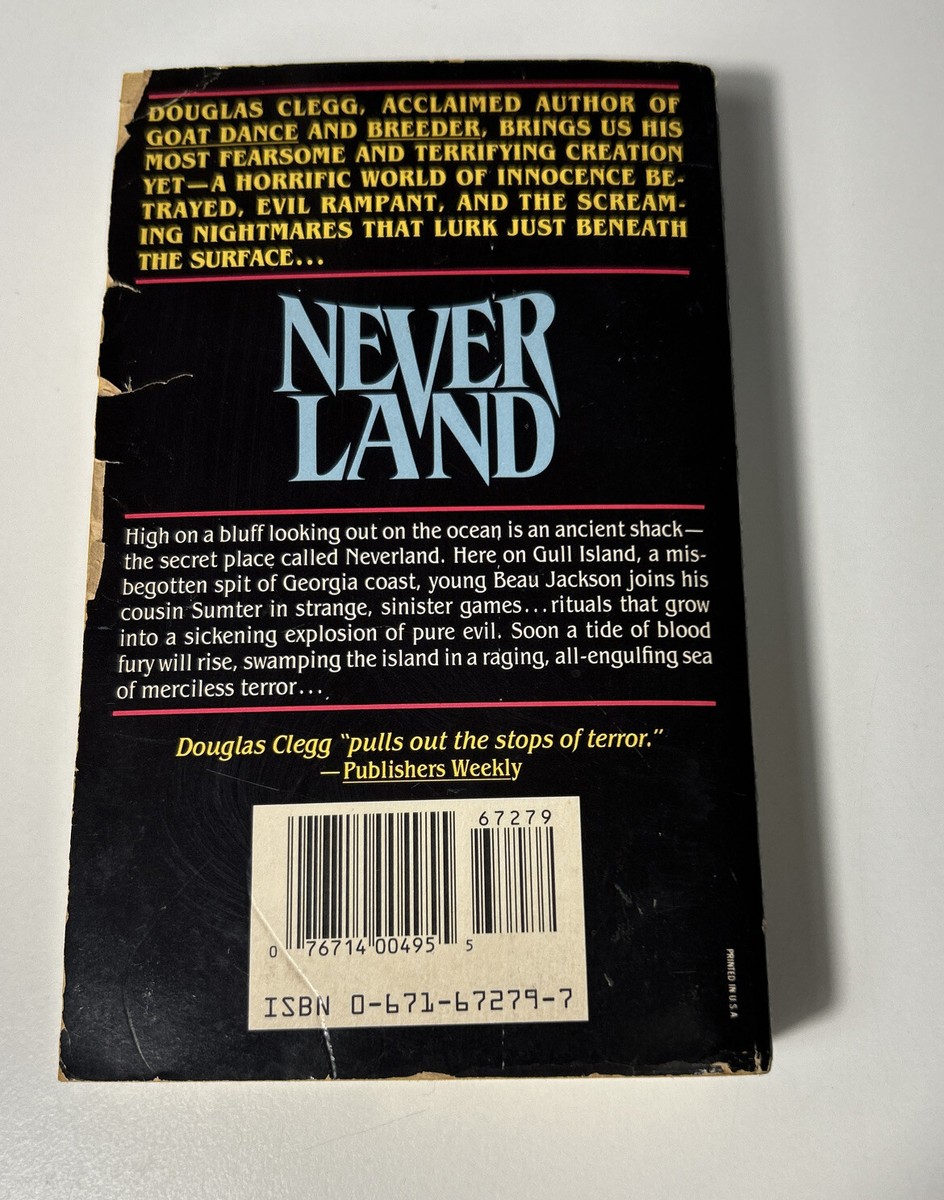 DOUGLAS CLEGG, ACCLAIMED AUTHOR OF
GOAT DANCE AND BREEDER, BRINGS US HIS
MOST FEARSOME AND TERRIFYING CREATION
YET—A HORRIFIC WORLD OF INNOCENCE BE-
TRAYED, EVIL RAMPANT, AND THE SCREAM-
ING NIGHTMARES THAT LURK JUST BENEATH
THE SURFACE...
NEVER
LAND
High on a bluff looking out on the ocean is an ancient shack—
the secret place called Neverland. Here on Gull Island, a mis-
begotten spit of Georgia coast, young Beau Jackson joins his
cousin Sumter in strange, sinister games...rituals that grow
into a sickening explosion of pure evil. Soon a tide of blood
fury will rise, swamping the island in a raging, all-engulfing sea
of merciless terror...
Douglas Clegg "pulls out the stops of terror."
—Publishers Weekly
67279
0 76714 00495 5
ISBN 0-671-67279-7
PRINTED IN U.S.A.